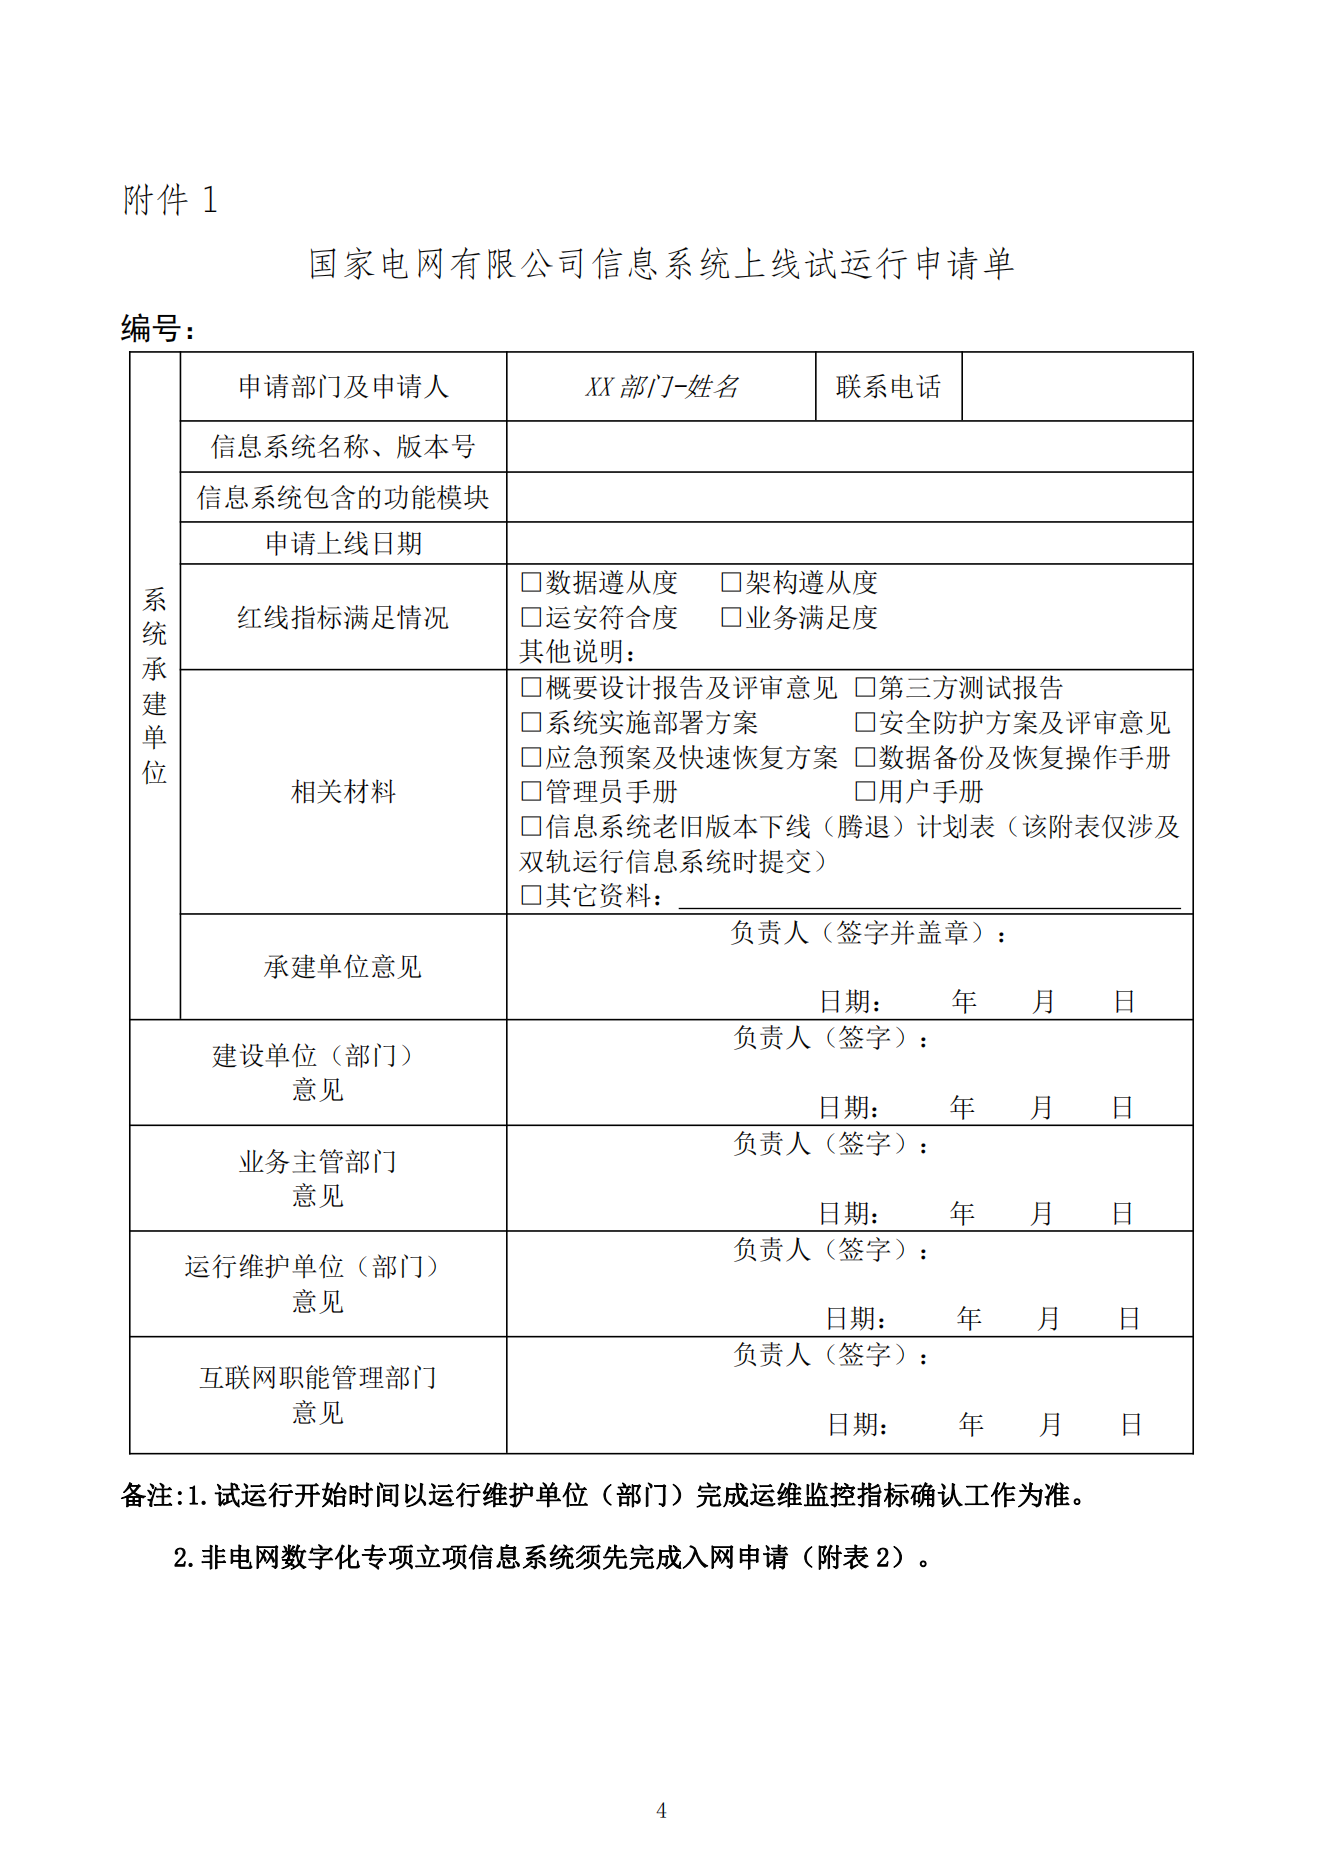 附件 1
国家电网有限公司信息系统上线试运行申请单
编号：
系统承建单位
申请部门及申请人 XX 部门-姓名 联系电话
信息系统名称、版本号
信息系统包含的功能模块
申请上线日期
红线指标满足情况
□数据遵从度 □架构遵从度
□运安符合度 □业务满足度
其他说明：
相关材料
□概要设计报告及评审意见 □第三方测试报告
□系统实施部署方案 □安全防护方案及评审意见
□应急预案及快速恢复方案 □数据备份及恢复操作手册
□管理员手册 □用户手册
□信息系统老旧版本下线（腾退）计划表（该附表仅涉及
双轨运行信息系统时提交）
□其它资料：
承建单位意见
负责人（签字并盖章）：
日期： 年 月 日
建设单位（部门）
意见
负责人（签字）：
日期： 年 月 日
业务主管部门
意见
负责人（签字）：
日期： 年 月 日
运行维护单位（部门）
意见
负责人（签字）：
日期： 年 月 日
互联网职能管理部门
意见
负责人（签字）：
日期： 年 月 日
备注:1.试运行开始时间以运行维护单位（部门）完成运维监控指标确认工作为准。
2.非电网数字化专项立项信息系统须先完成入网申请（附表 2）。
4